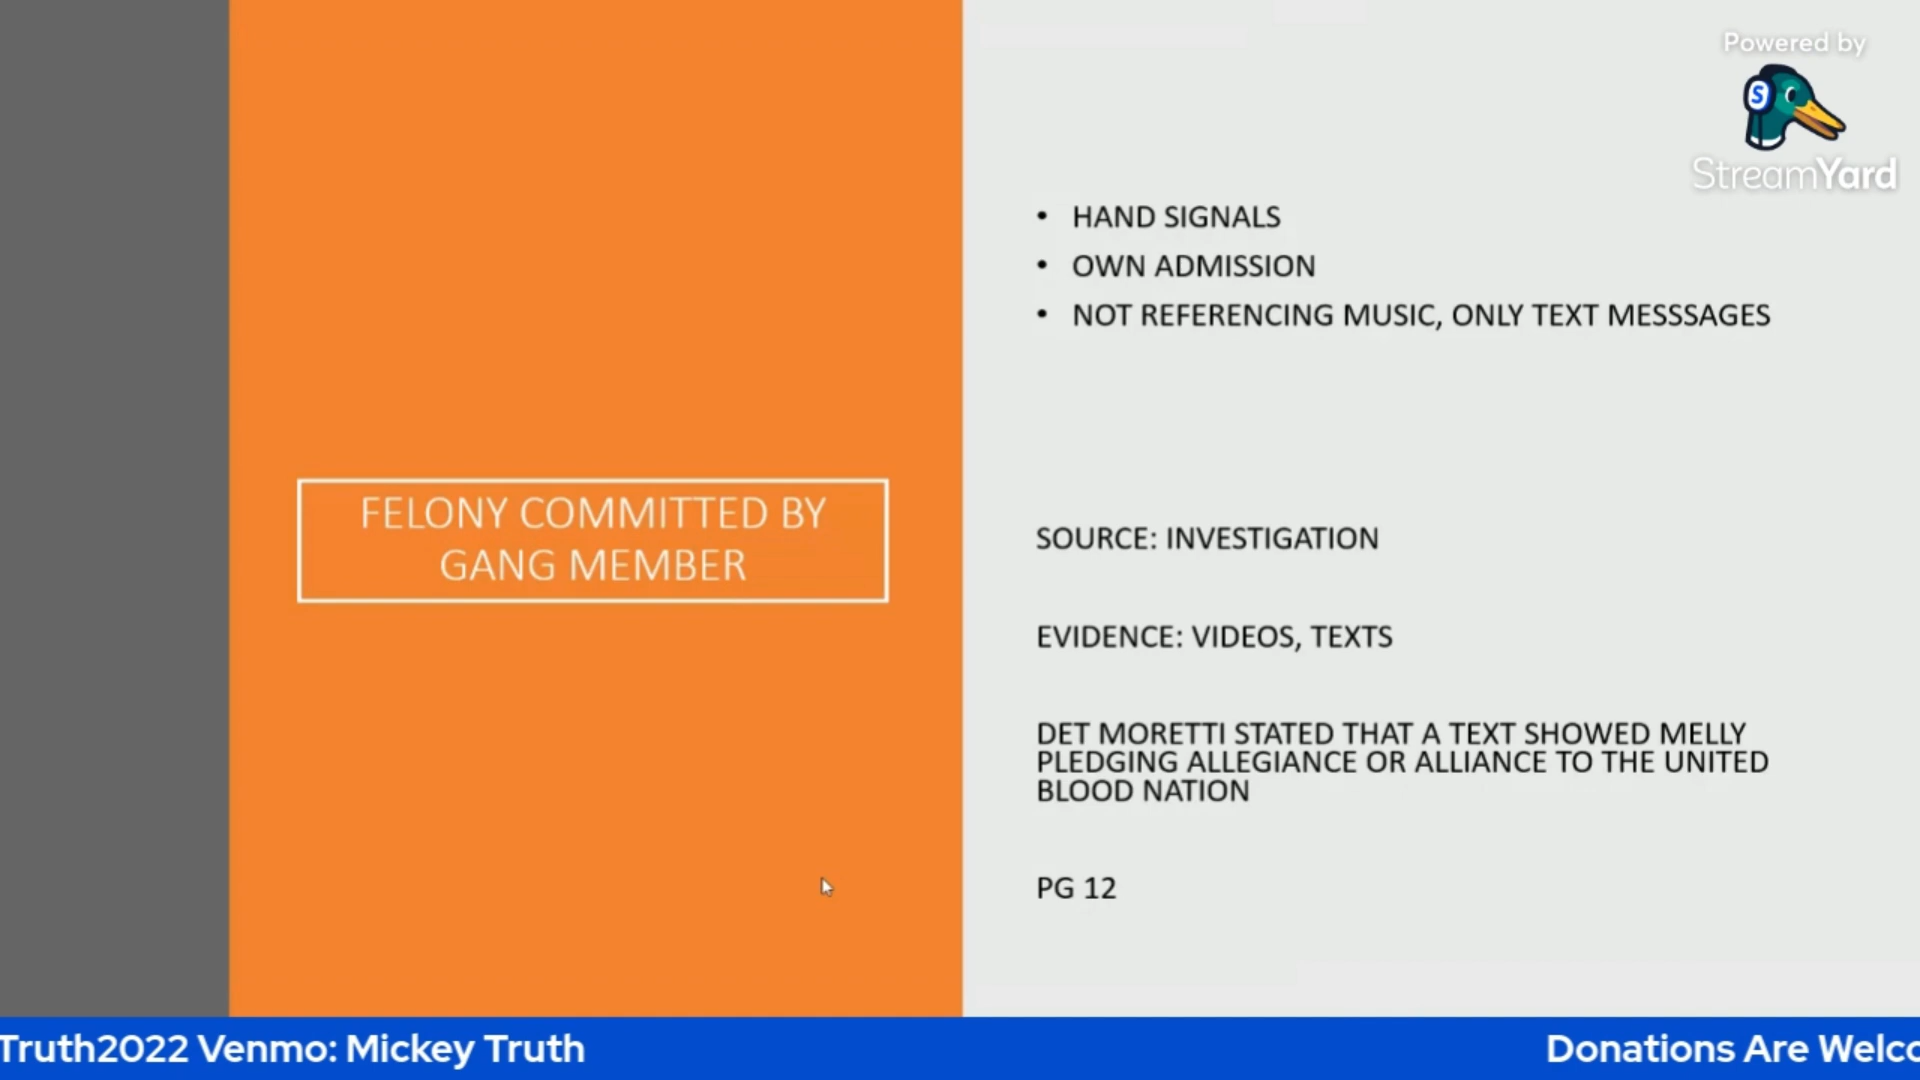 Powered by
StreamYard
• HAND SIGNALS
• OWN ADMISSION
• NOT REFERENCING MUSIC, ONLY TEXT MESSSAGES
FELONY COMMITTED BY
GANG MEMBER
SOURCE: INVESTIGATION
EVIDENCE: VIDEOS, TEXTS
DET MORETTI STATED THAT A TEXT SHOWED MELLY
PLEDGING ALLEGIANCE OR ALLIANCE TO THE UNITED
BLOOD NATION
PG 12
Truth2022 Venmo: Mickey Truth
Donations Are Welco